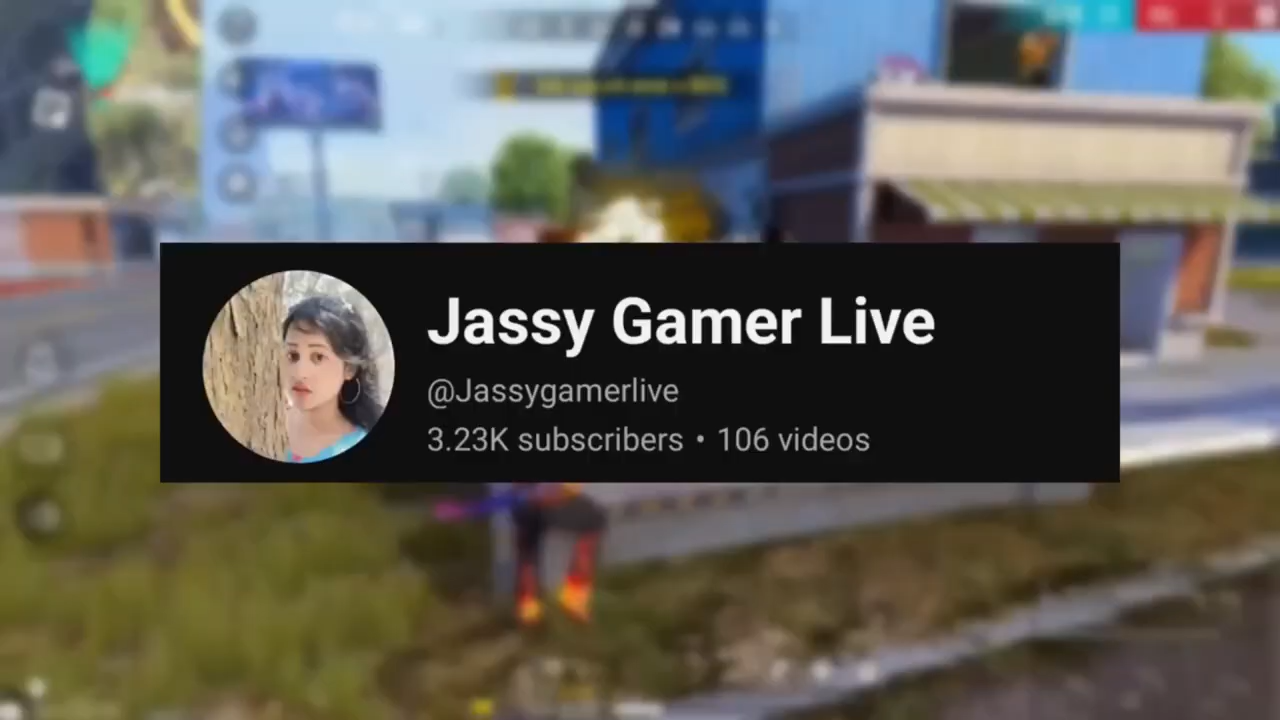 Jassy Gamer Live
@Jassygamerlive
3.23K subscribers • 106 videos